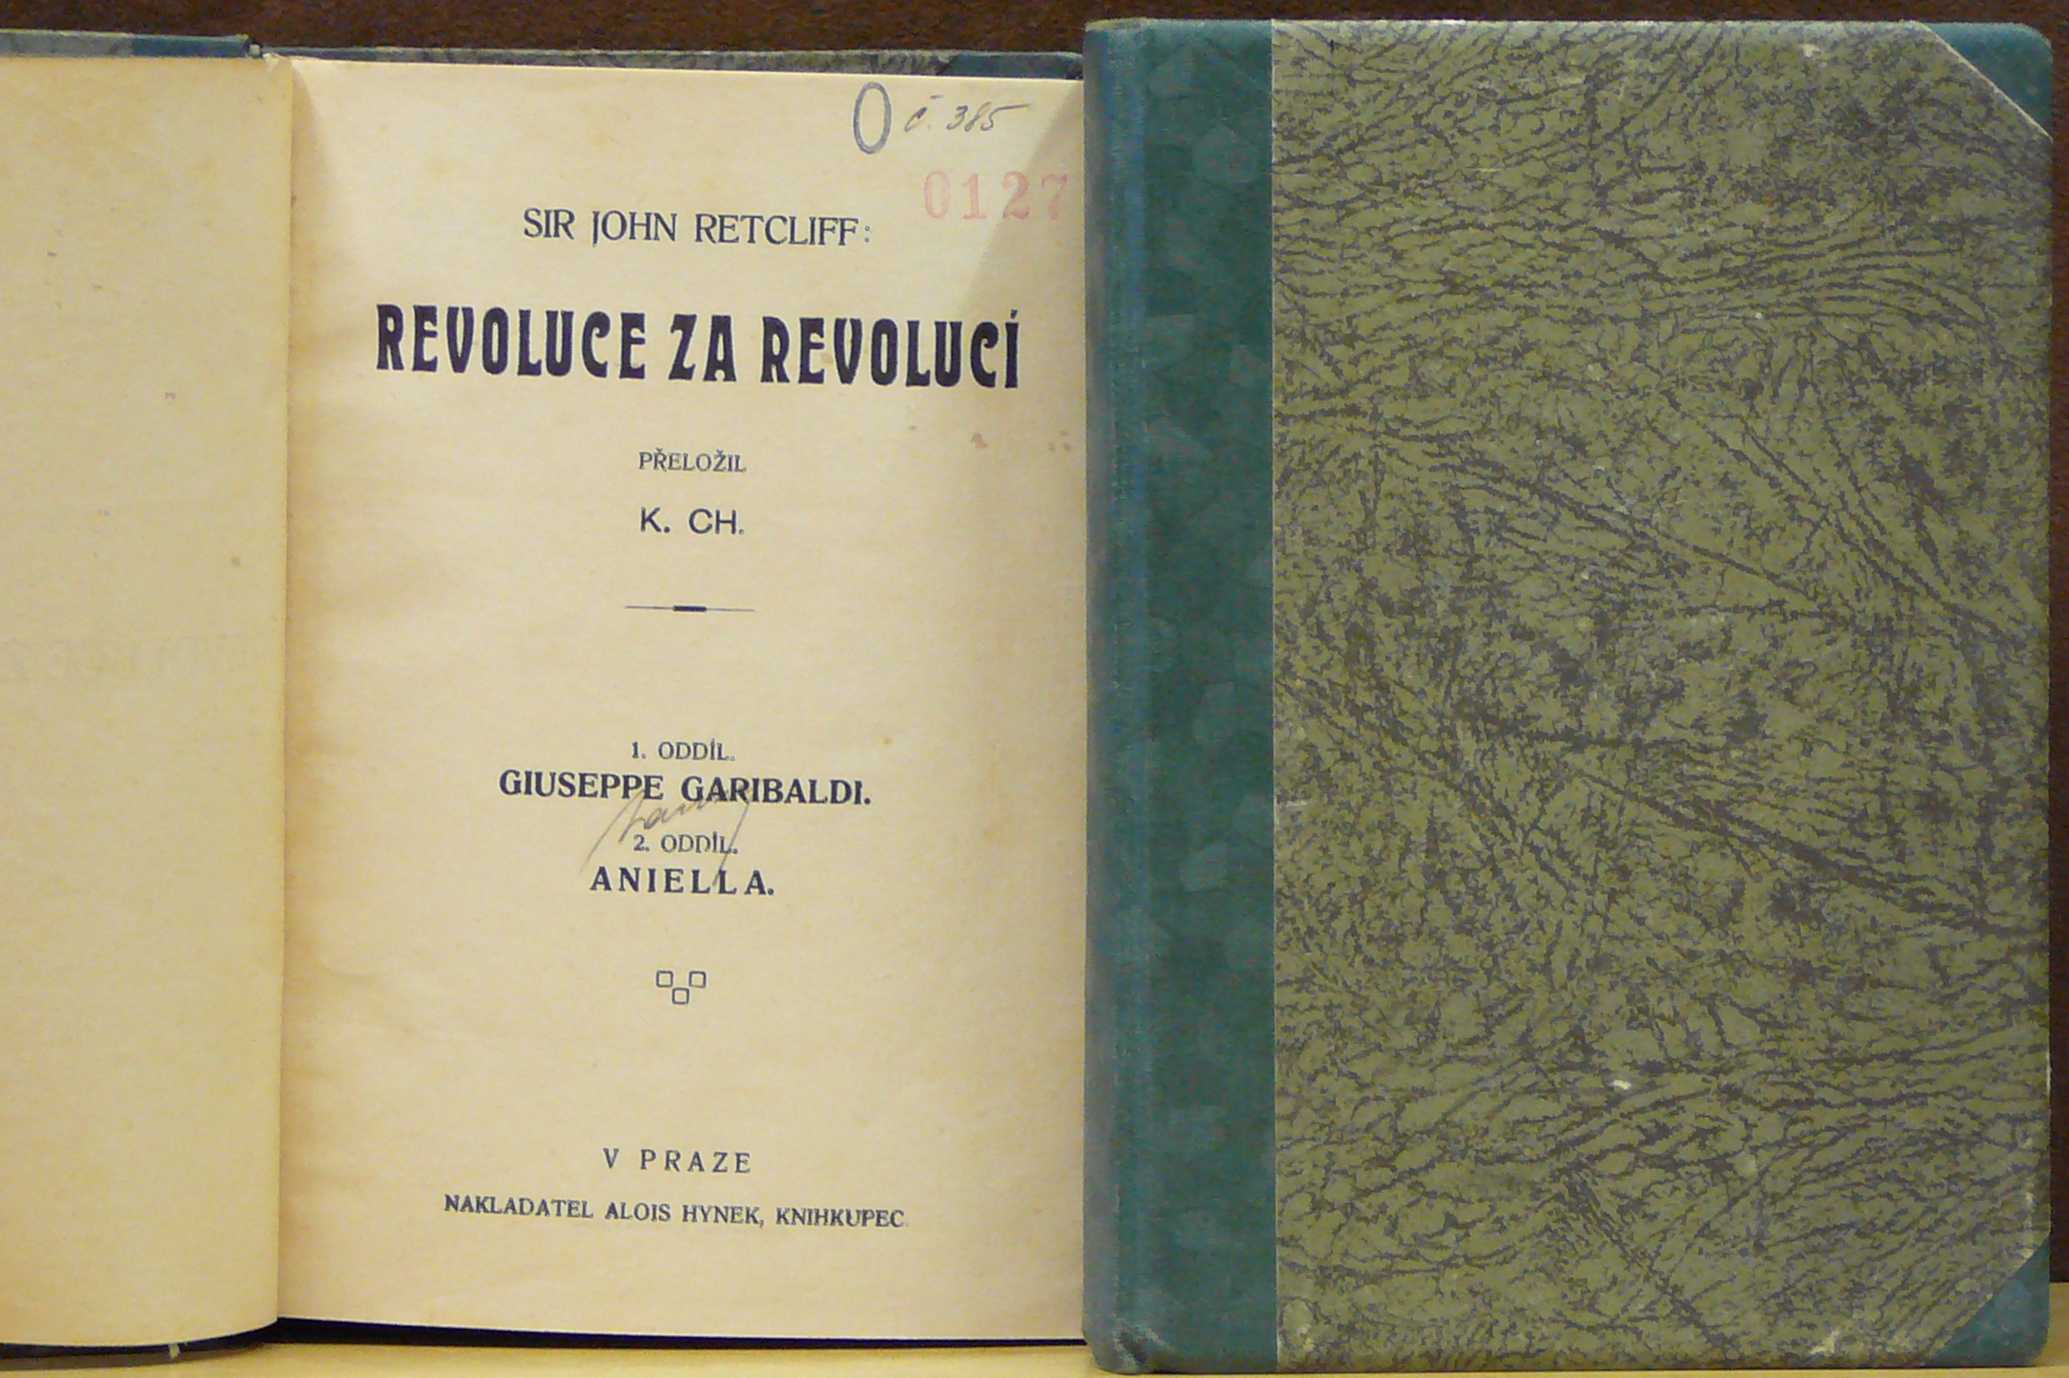 O č. 385
0127
SIR JOHN RETCLIFF:
REVOLUCE ZA REVOLUCÍ
PŘELOŽIL
K. CH.
1. ODDÍL.
GIUSEPPE GARIBALDI.
2. ODDÍL.
ANIELLA.
V PRAZE
NAKLADATEL ALOIS HYNEK, KNIHKUPEC.